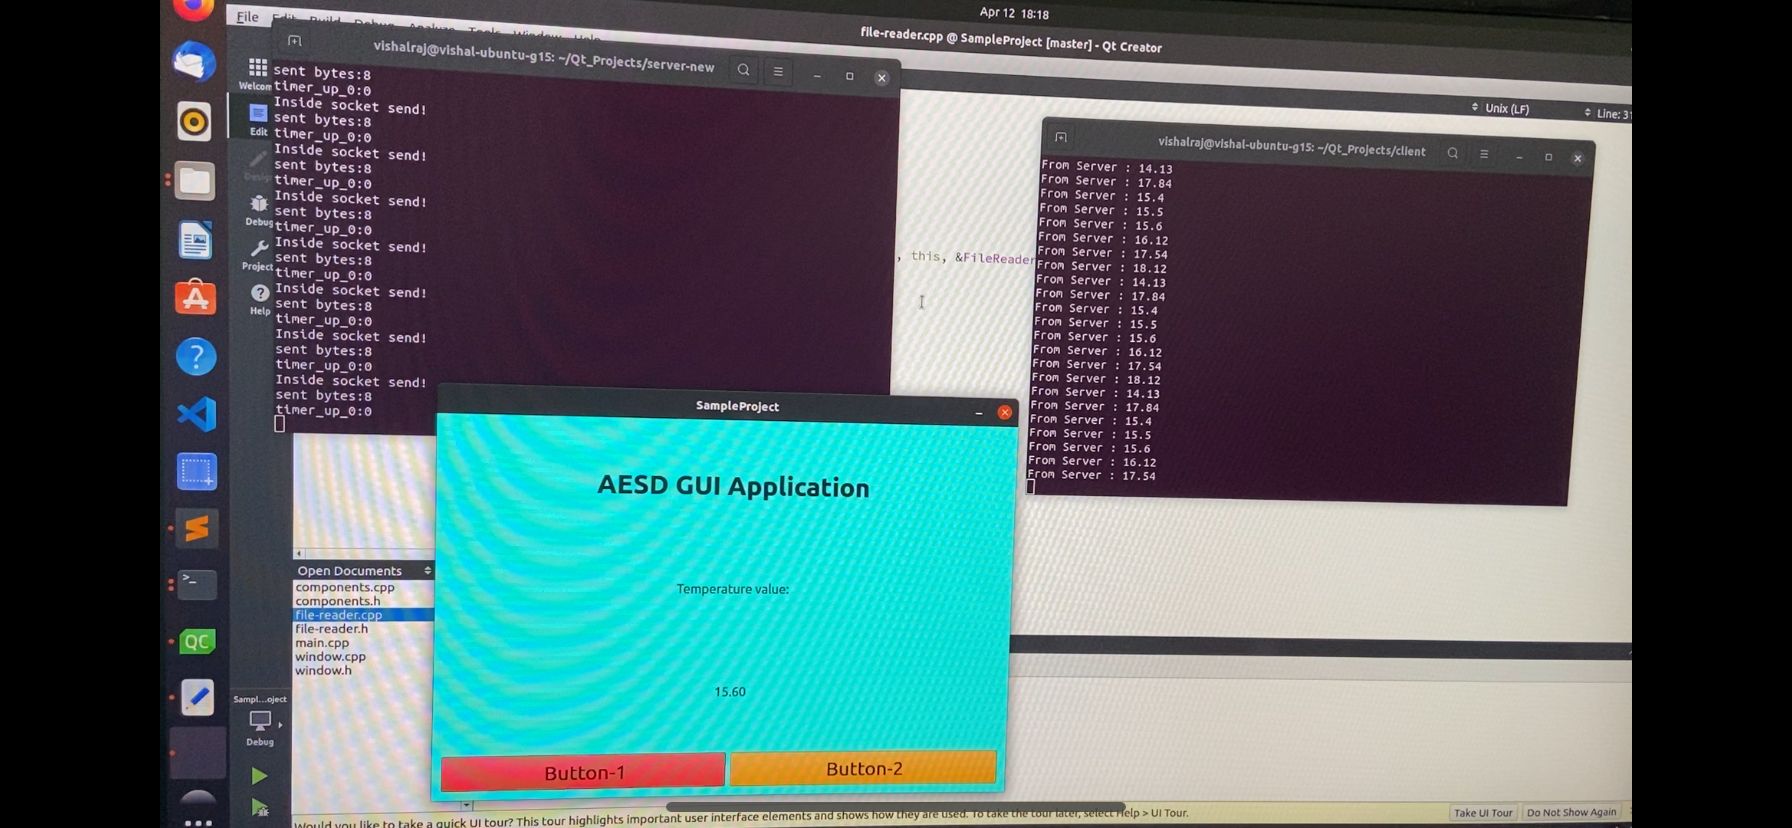 Apr 12 18:18
File Edit Build Debug Analyze Tools Window Help
file-reader.cpp @ SampleProject [master] - Qt Creator
vishalraj@vishal-ubuntu-g15: ~/Qt_Projects/server-new
sent bytes:8
timer_up_0:0
Inside socket send!
sent bytes:8
timer_up_0:0
Inside socket send!
sent bytes:8
timer_up_0:0
Inside socket send!
sent bytes:8
timer_up_0:0
Inside socket send!
sent bytes:8
timer_up_0:0
Inside socket send!
sent bytes:8
timer_up_0:0
Inside socket send!
sent bytes:8
timer_up_0:0
Inside socket send!
sent bytes:8
timer_up_0:0
Welcom
Edit
Design
Debug
Project
Help
Unix (LF)
Line: 31
, this, &FileReader
vishalraj@vishal-ubuntu-g15: ~/Qt_Projects/client
From Server : 14.13
From Server : 17.84
From Server : 15.4
From Server : 15.5
From Server : 15.6
From Server : 16.12
From Server : 17.54
From Server : 18.12
From Server : 14.13
From Server : 17.84
From Server : 15.4
From Server : 15.5
From Server : 15.6
From Server : 16.12
From Server : 17.54
From Server : 18.12
From Server : 14.13
From Server : 17.84
From Server : 15.4
From Server : 15.5
From Server : 15.6
From Server : 16.12
From Server : 17.54
SampleProject
AESD GUI Application
Temperature value:
15.60
Button-1
Button-2
Open Documents
components.cpp
components.h
file-reader.cpp
file-reader.h
main.cpp
window.cpp
window.h
QC
Sampl...oject
Debug
Would you like to take a quick UI tour? This tour highlights important user interface elements and shows how they are used. To take the tour later, select Help > UI Tour.
Take UI Tour
Do Not Show Again